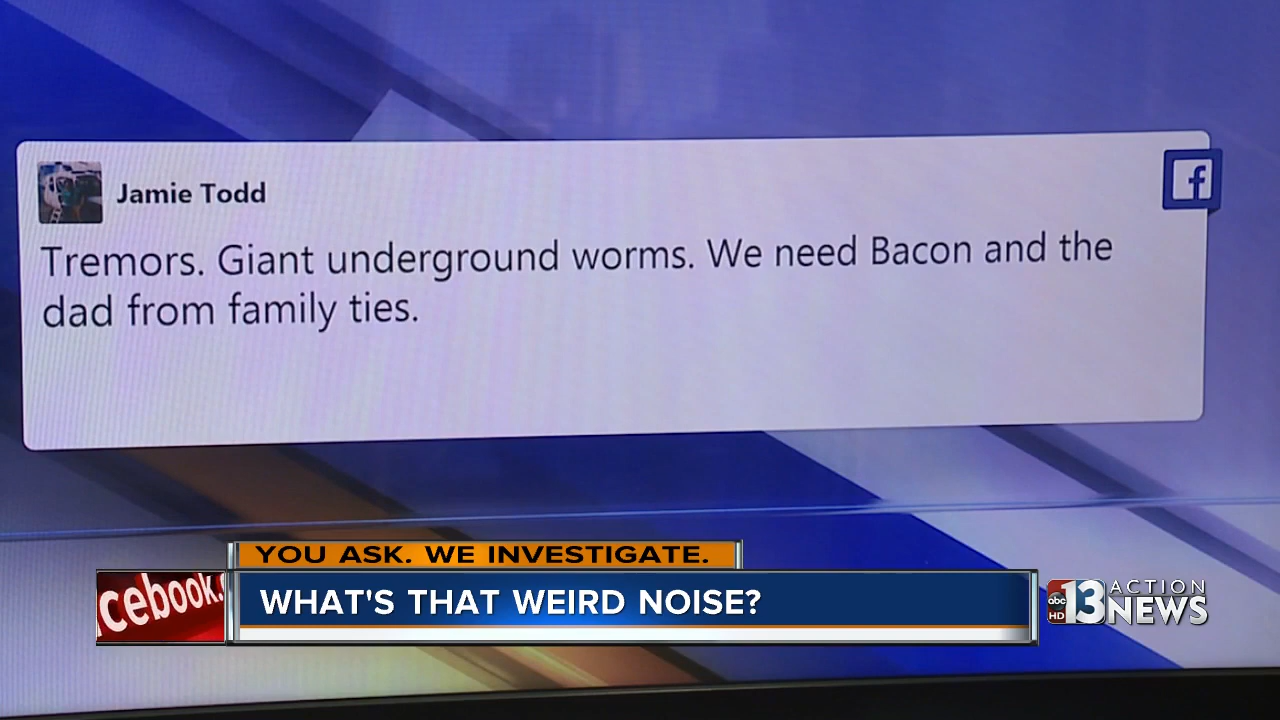 Jamie Todd
f
Tremors. Giant underground worms. We need Bacon and the
dad from family ties.
YOU ASK. WE INVESTIGATE.
cebook.
WHAT'S THAT WEIRD NOISE?
abc
HD
13
ACTION
NEWS